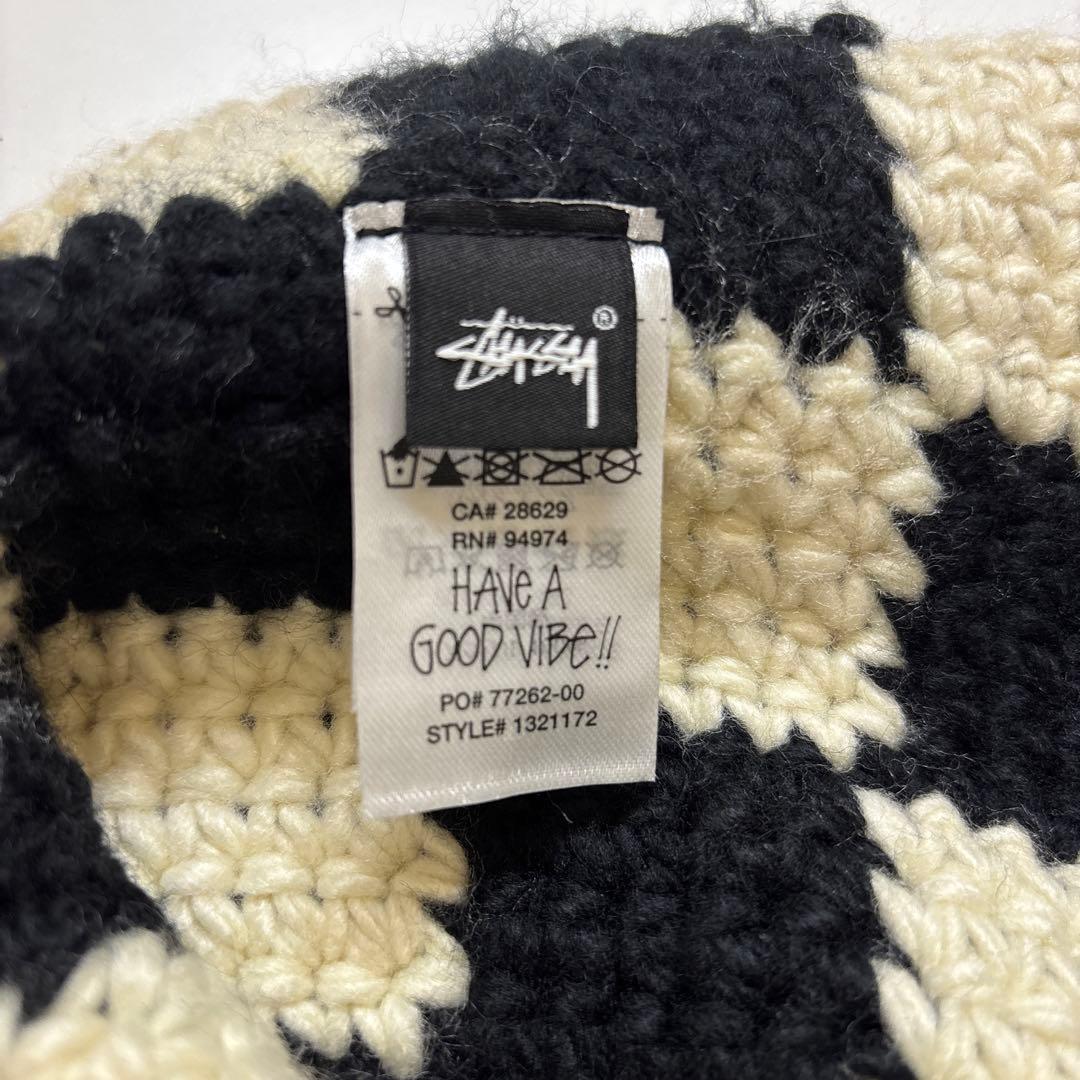 STÜSSY ®
CA# 28629
RN# 94974
HAVE A
GOOD VIBE!!
PO# 77262-00
STYLE# 1321172